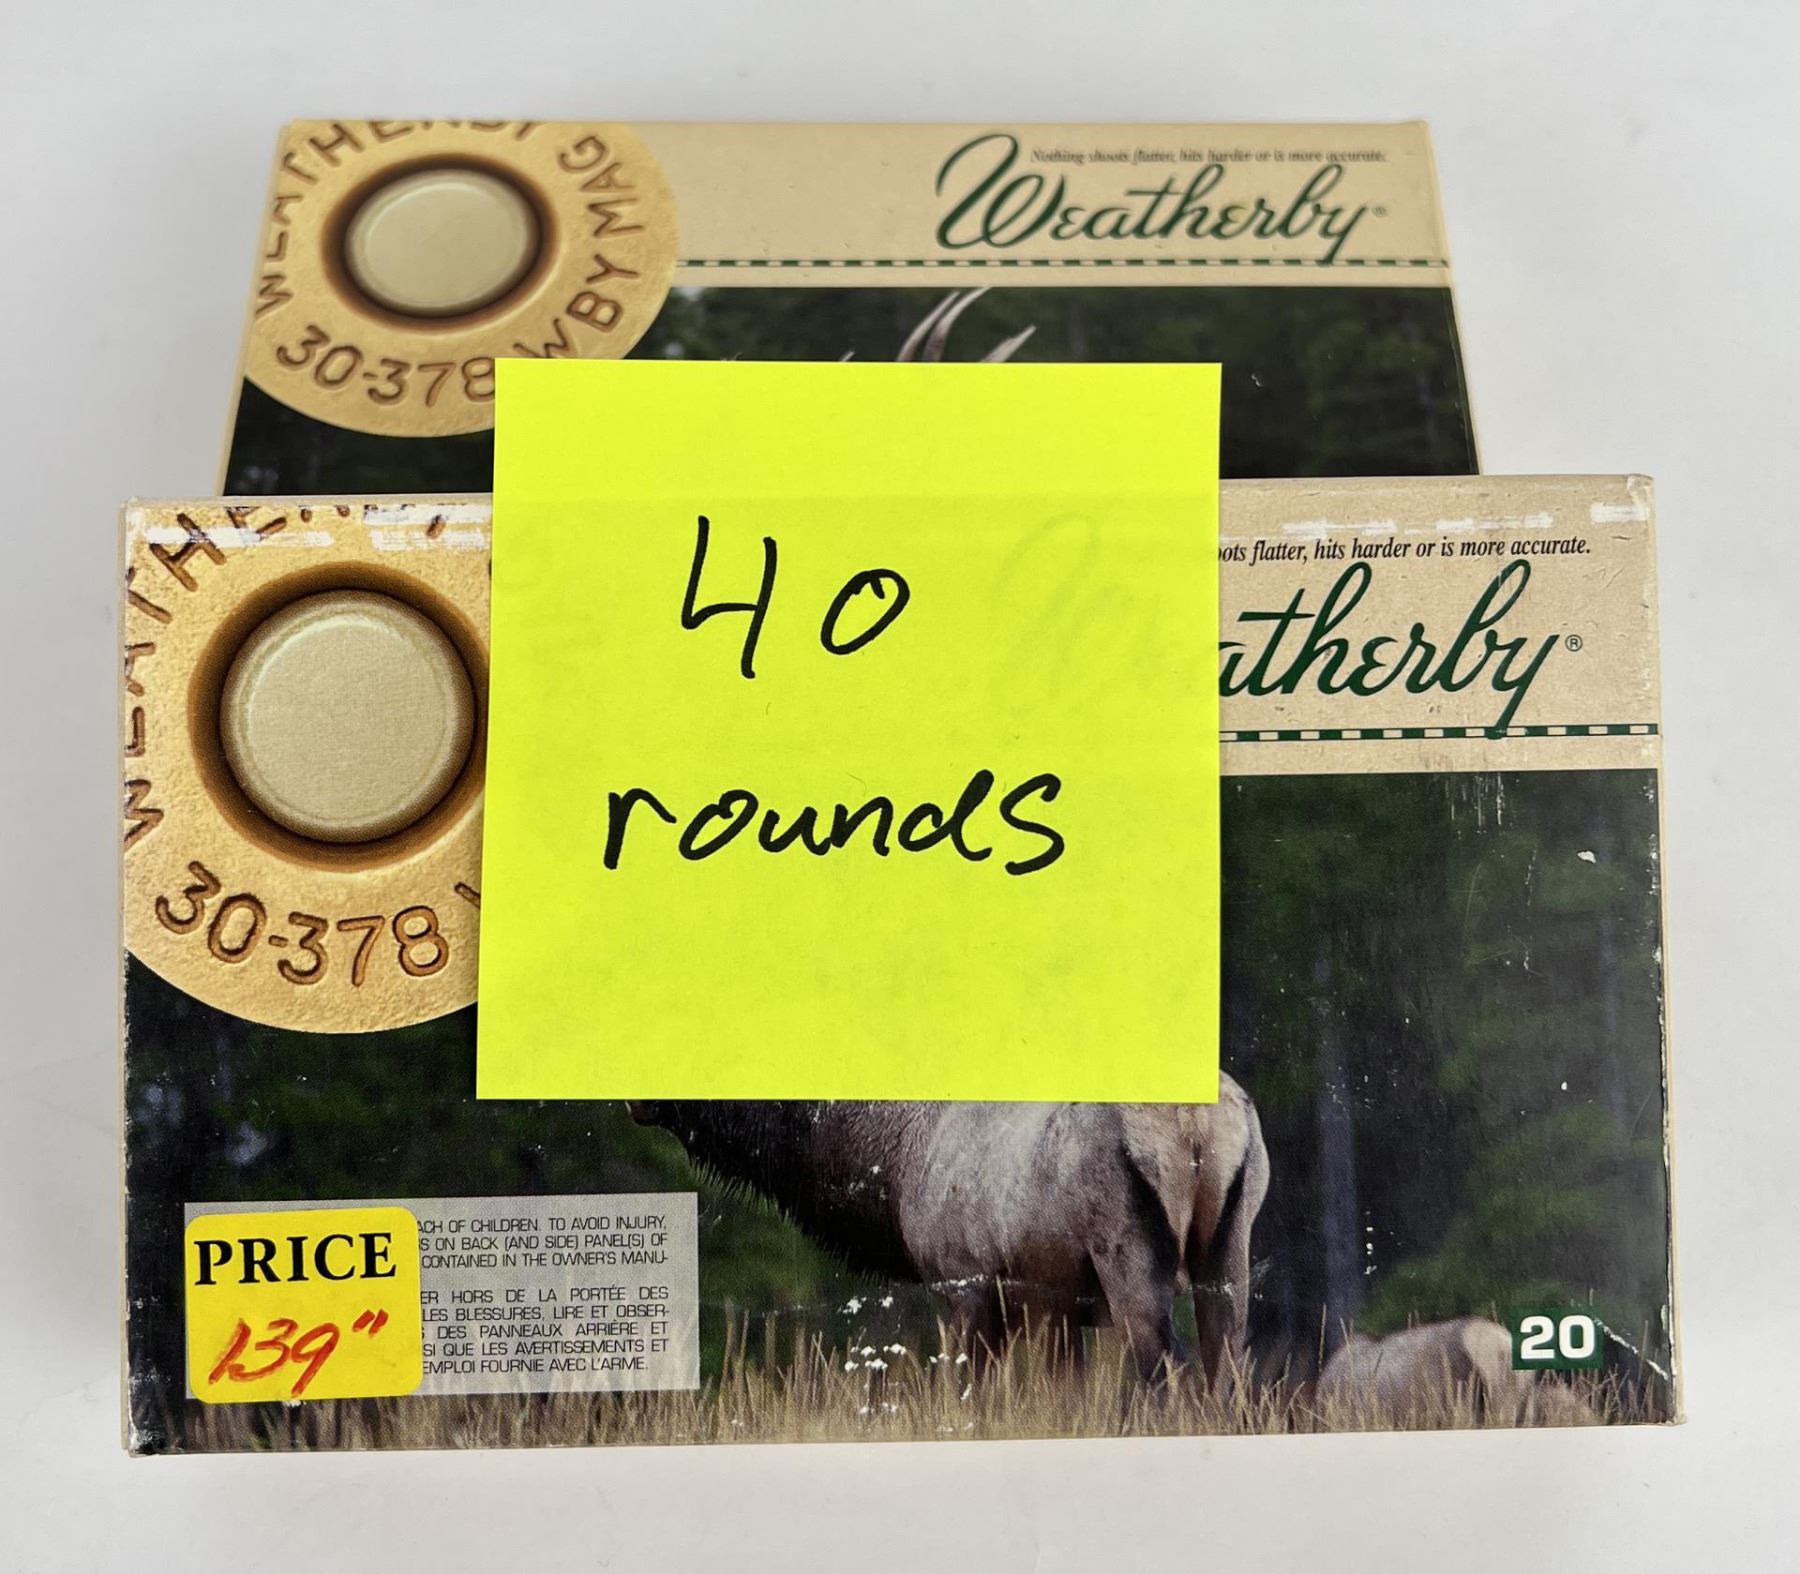 WEATHERBY WBY MAG
30-378
Nothing shoots flatter, hits harder or is more accurate.
Weatherby®
40
rounds
WEATHERBY
30-378
ots flatter, hits harder or is more accurate.
atherby®
PRICE
139"
ACH OF CHILDREN. TO AVOID INJURY,
S ON BACK (AND SIDE) PANEL(S) OF
CONTAINED IN THE OWNER'S MANU-
ER HORS DE LA PORTÉE DES
LES BLESSURES, LIRE ET OBSER-
DES PANNEAUX ARRIÈRE ET
SI QUE LES AVERTISSEMENTS ET
EMPLOI FOURNIE AVEC L'ARME.
20